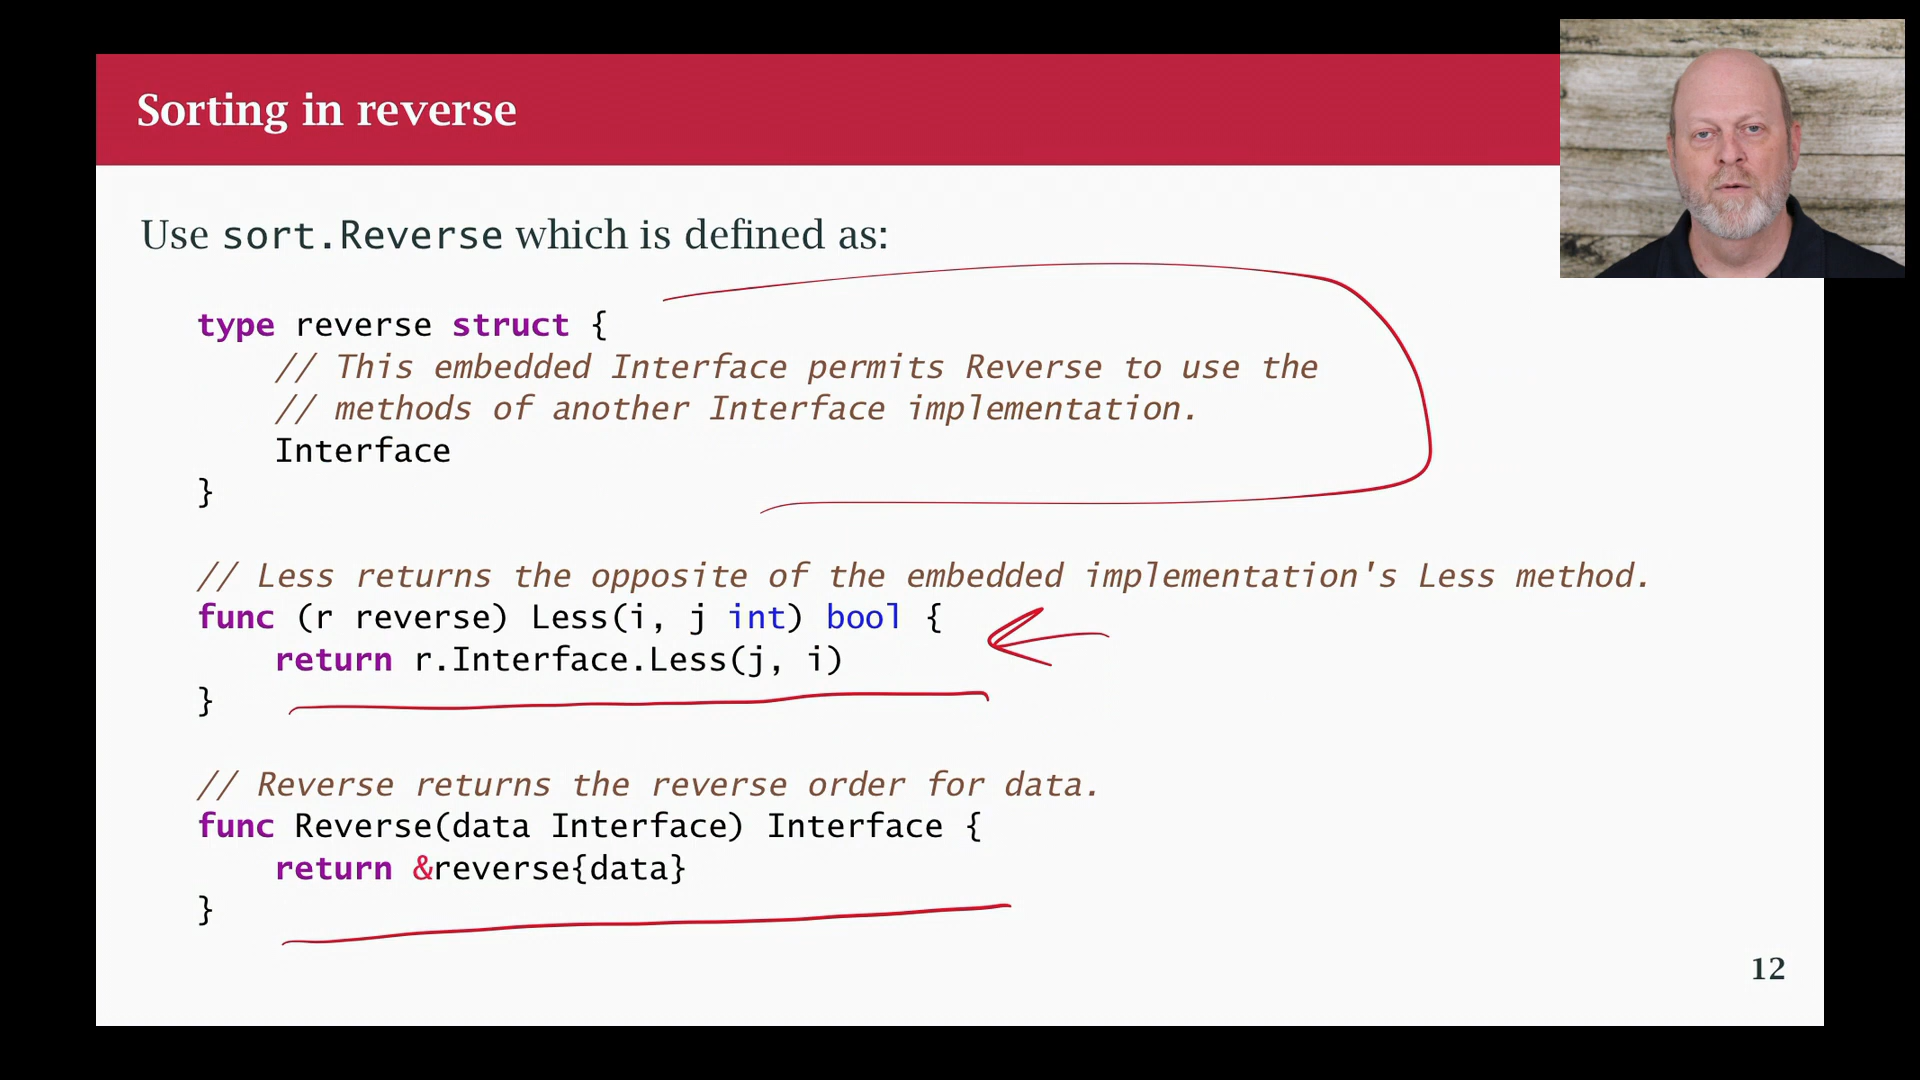 Sorting in reverse
Use sort.Reverse which is defined as:
type reverse struct {
    // This embedded Interface permits Reverse to use the
    // methods of another Interface implementation.
    Interface
}
// Less returns the opposite of the embedded implementation's Less method.
func (r reverse) Less(i, j int) bool {
    return r.Interface.Less(j, i)
}
// Reverse returns the reverse order for data.
func Reverse(data Interface) Interface {
    return &reverse{data}
}
12